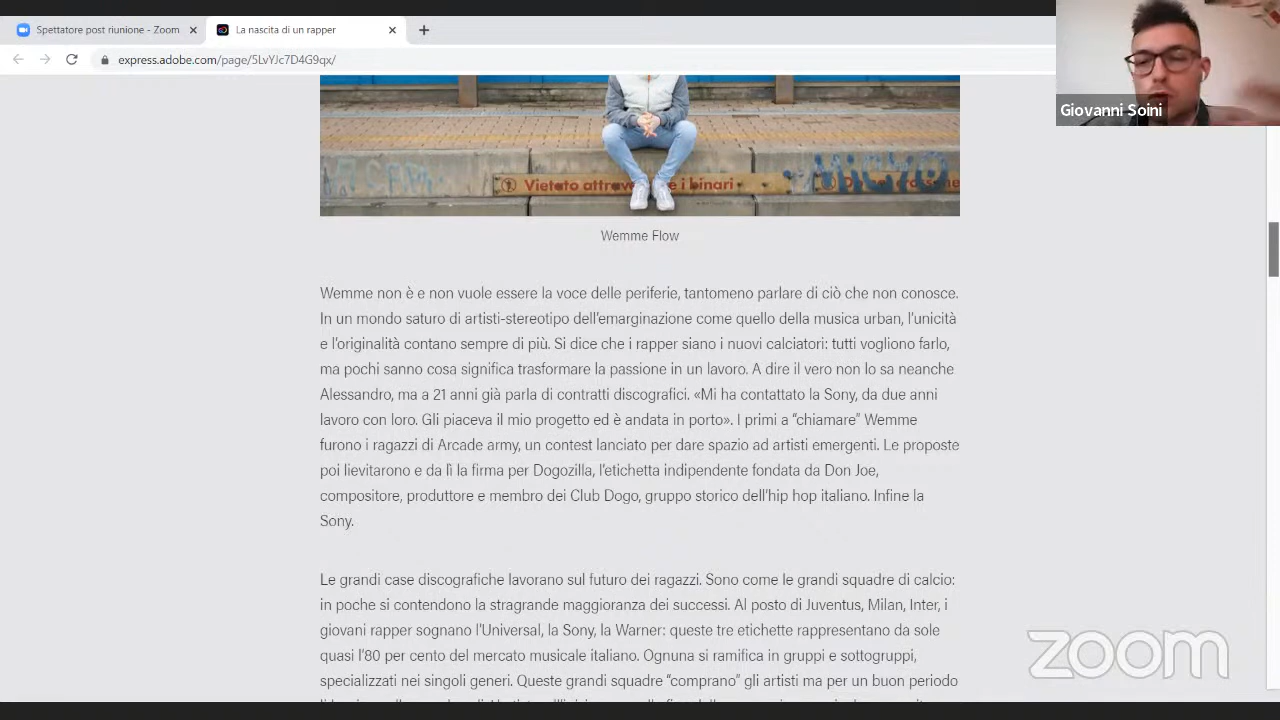 Spettatore post riunione - Zoom
La nascita di un rapper
express.adobe.com/page/5LvYJc7D4G9qx/
Giovanni Soini
Vietato attrave e i binari
Wemme Flow
Wemme non è e non vuole essere la voce delle periferie, tantomeno parlare di ciò che non conosce.
In un mondo saturo di artisti-stereotipo dell'emarginazione come quello della musica urban, l'unicità
e l'originalità contano sempre di più. Si dice che i rapper siano i nuovi calciatori: tutti vogliono farlo,
ma pochi sanno cosa significa trasformare la passione in un lavoro. A dire il vero non lo sa neanche
Alessandro, ma a 21 anni già parla di contratti discografici. «Mi ha contattato la Sony, da due anni
lavoro con loro. Gli piaceva il mio progetto ed è andata in porto». I primi a “chiamare” Wemme
furono i ragazzi di Arcade army, un contest lanciato per dare spazio ad artisti emergenti. Le proposte
poi lievitarono e da lì la firma per Dogozilla, l'etichetta indipendente fondata da Don Joe,
compositore, produttore e membro dei Club Dogo, gruppo storico dell'hip hop italiano. Infine la
Sony.
Le grandi case discografiche lavorano sul futuro dei ragazzi. Sono come le grandi squadre di calcio:
in poche si contendono la stragrande maggioranza dei successi. Al posto di Juventus, Milan, Inter, i
giovani rapper sognano l'Universal, la Sony, la Warner: queste tre etichette rappresentano da sole
quasi l'80 per cento del mercato musicale italiano. Ognuna si ramifica in gruppi e sottogruppi,
specializzati nei singoli generi. Queste grandi squadre “comprano” gli artisti ma per un buon periodo
zoom